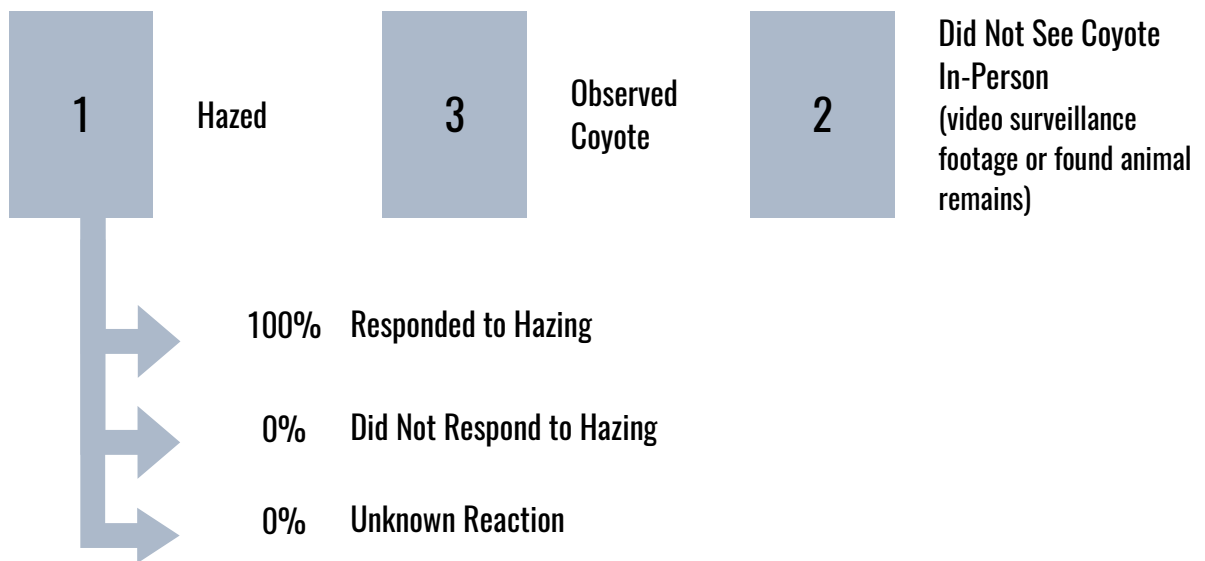 1
Hazed
3
Observed
Coyote
2
Did Not See Coyote
In-Person
(video surveillance
footage or found animal
remains)
100% Responded to Hazing
0% Did Not Respond to Hazing
0% Unknown Reaction